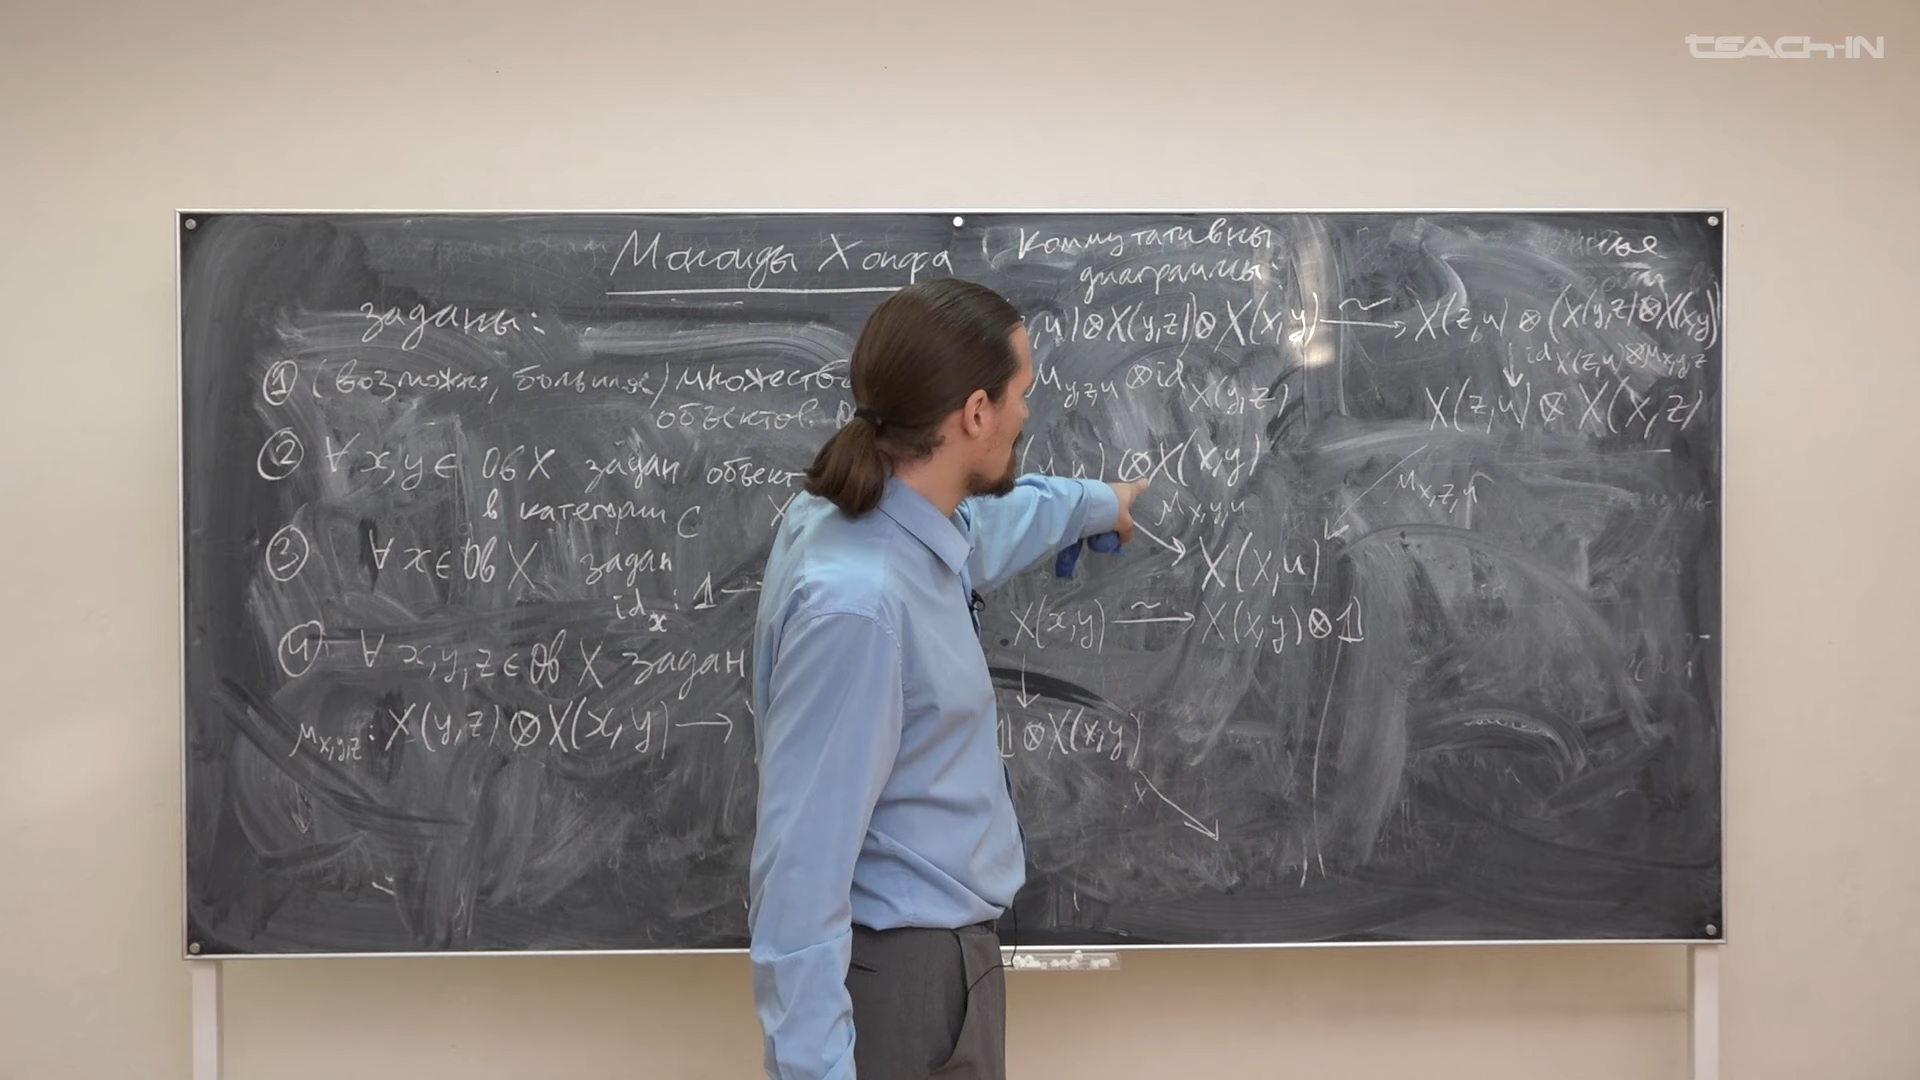 TEACH-IN
Моноиды Хопфа
заданы:
① (возможно, большое) множество
объектов
② ∀ x,y ∈ Ob X задан объект
в категории C X
③ ∀ x ∈ Ob X задан
id_x : 𝟙 →
④ ∀ x,y,z ∈ Ob X задан
μ_{x,y,z} : X(y,z) ⊗ X(x,y) →
Коммутативны
диаграммы:
,u) ⊗ X(y,z) ⊗ X(x,y) ⥲ X(z,u) ⊗ (X(y,z) ⊗ X(x,y)
μ_{y,z,u} ⊗ id_{X(y,z)}
id_{X(z,u)} ⊗ μ_{x,y,z}
X(z,u) ⊗ X(x,z)
(y,u) ⊗ X(x,y)
μ_{x,y,u}
μ_{x,z,u}
X(x,u)
X(x,y) ⥲ X(x,y) ⊗ 𝟙
↓
𝟙 ⊗ X(x,y)